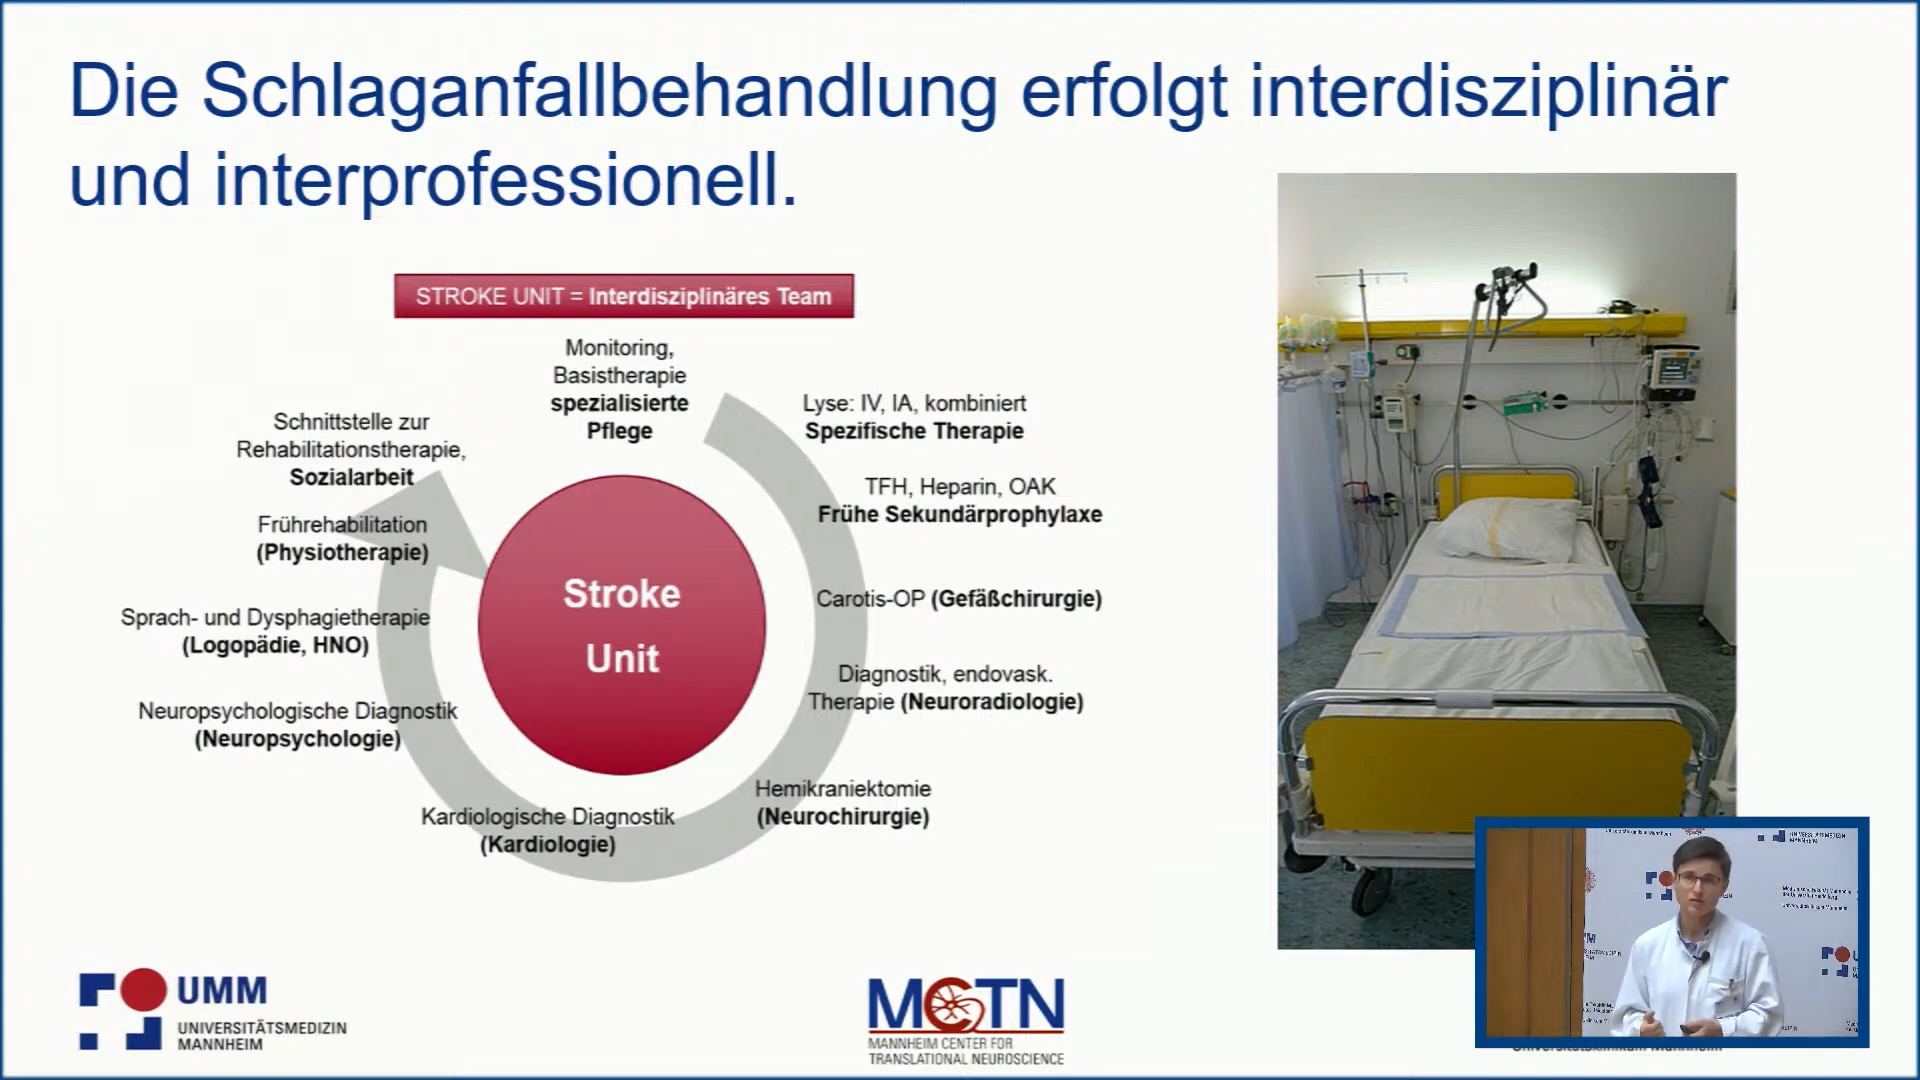 Die Schlaganfallbehandlung erfolgt interdisziplinär
und interprofessionell.
STROKE UNIT = Interdisziplinäres Team
Monitoring,
Basistherapie
spezialisierte
Pflege
Lyse: IV, IA, kombiniert
Spezifische Therapie
TFH, Heparin, OAK
Frühe Sekundärprophylaxe
Carotis-OP (Gefäßchirurgie)
Diagnostik, endovask.
Therapie (Neuroradiologie)
Hemikraniektomie
(Neurochirurgie)
Kardiologische Diagnostik
(Kardiologie)
Neuropsychologische Diagnostik
(Neuropsychologie)
Sprach- und Dysphagietherapie
(Logopädie, HNO)
Frührehabilitation
(Physiotherapie)
Schnittstelle zur
Rehabilitationstherapie,
Sozialarbeit
Stroke
Unit
UMM
UNIVERSITÄTSMEDIZIN
MANNHEIM
MCTN
MANNHEIM CENTER FOR
TRANSLATIONAL NEUROSCIENCE
UNIVERSITÄTSMEDIZIN
MANNHEIM